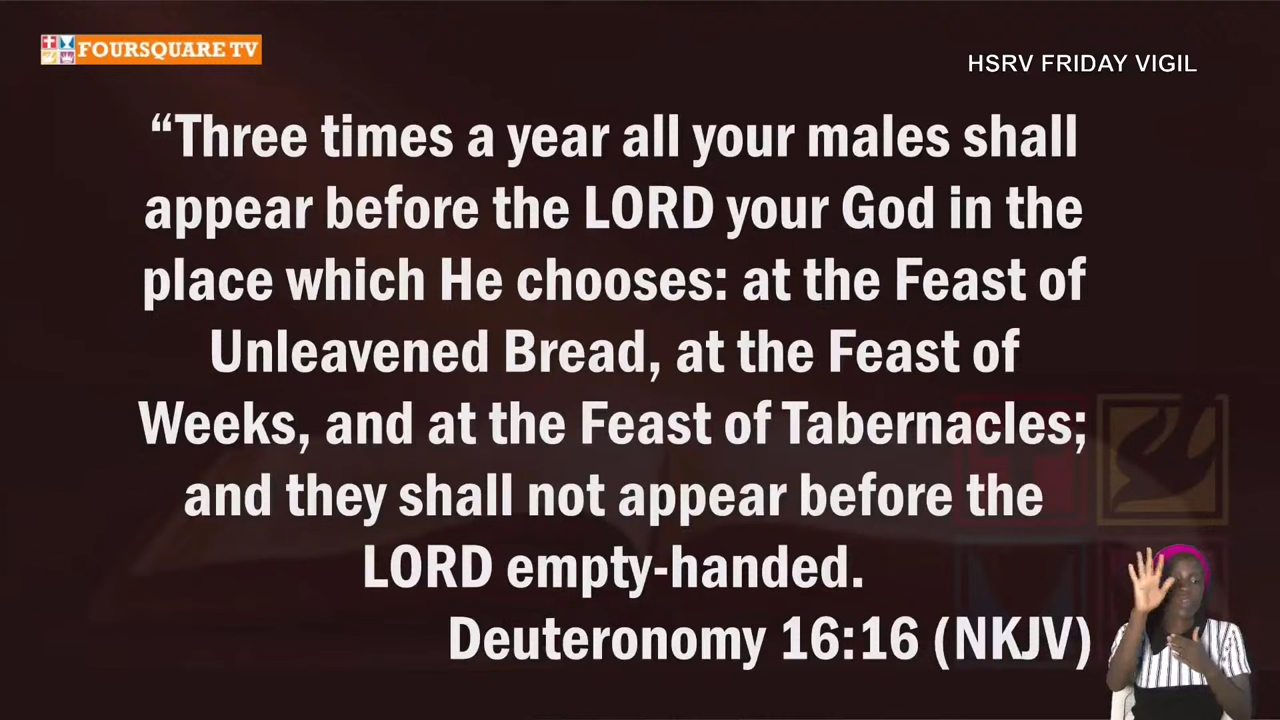 FOURSQUARE TV
HSRV FRIDAY VIGIL
“Three times a year all your males shall
appear before the LORD your God in the
place which He chooses: at the Feast of
Unleavened Bread, at the Feast of
Weeks, and at the Feast of Tabernacles;
and they shall not appear before the
LORD empty-handed.
Deuteronomy 16:16 (NKJV)